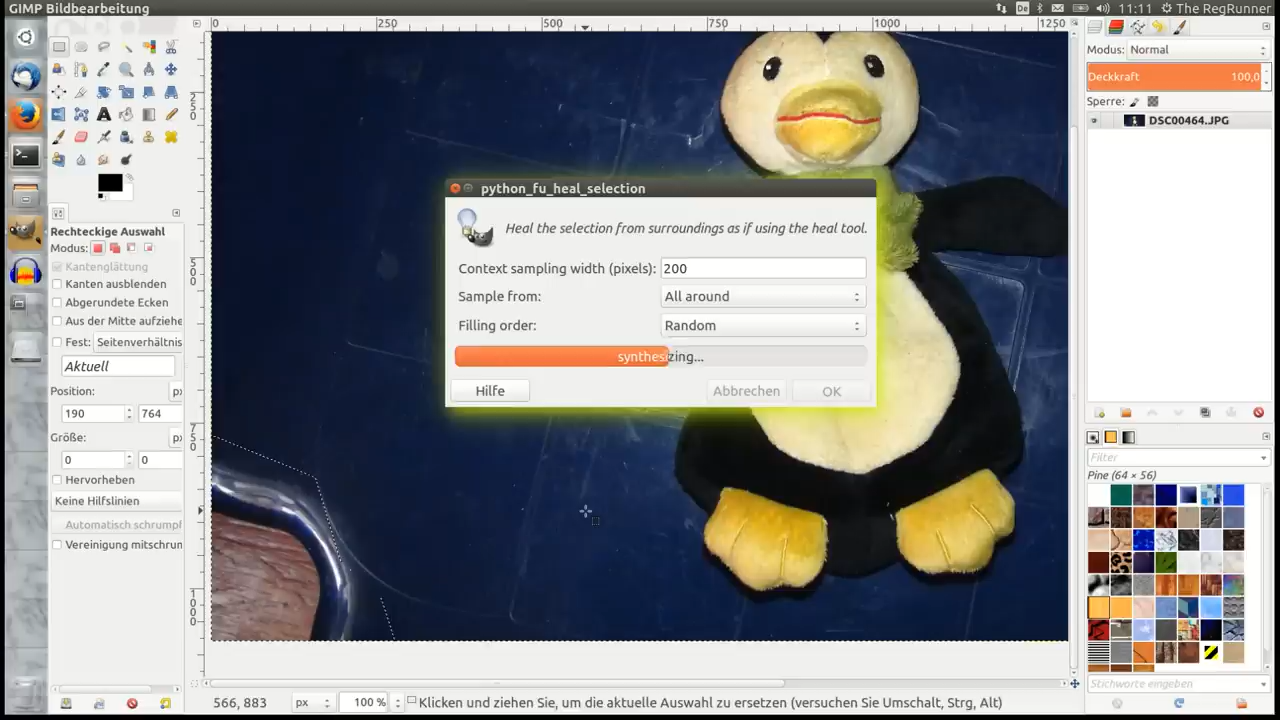 GIMP Bildbearbeitung
De
11:11
The RegRunner
0
250
500
750
1000
1250
250
500
750
1000
Rechteckige Auswahl
Modus:
Kantenglättung
Kanten ausblenden
Abgerundete Ecken
Aus der Mitte aufziehe
Fest: Seitenverhältnis
Aktuell
Position: px
190 764
Größe: px
0 0
Hervorheben
Keine Hilfslinien
Automatisch schrumpf
Vereinigung mitschrun
python_fu_heal_selection
Heal the selection from surroundings as if using the heal tool.
Context sampling width (pixels): 200
Sample from: All around
Filling order: Random
synthesizing...
Hilfe Abbrechen OK
Modus: Normal
Deckkraft 100,0
Sperre:
DSC00464.JPG
Filter
Pine (64 × 56)
Stichworte eingeben
566, 883 px 100 % Klicken und ziehen Sie, um die aktuelle Auswahl zu ersetzen (versuchen Sie Umschalt, Strg, Alt)